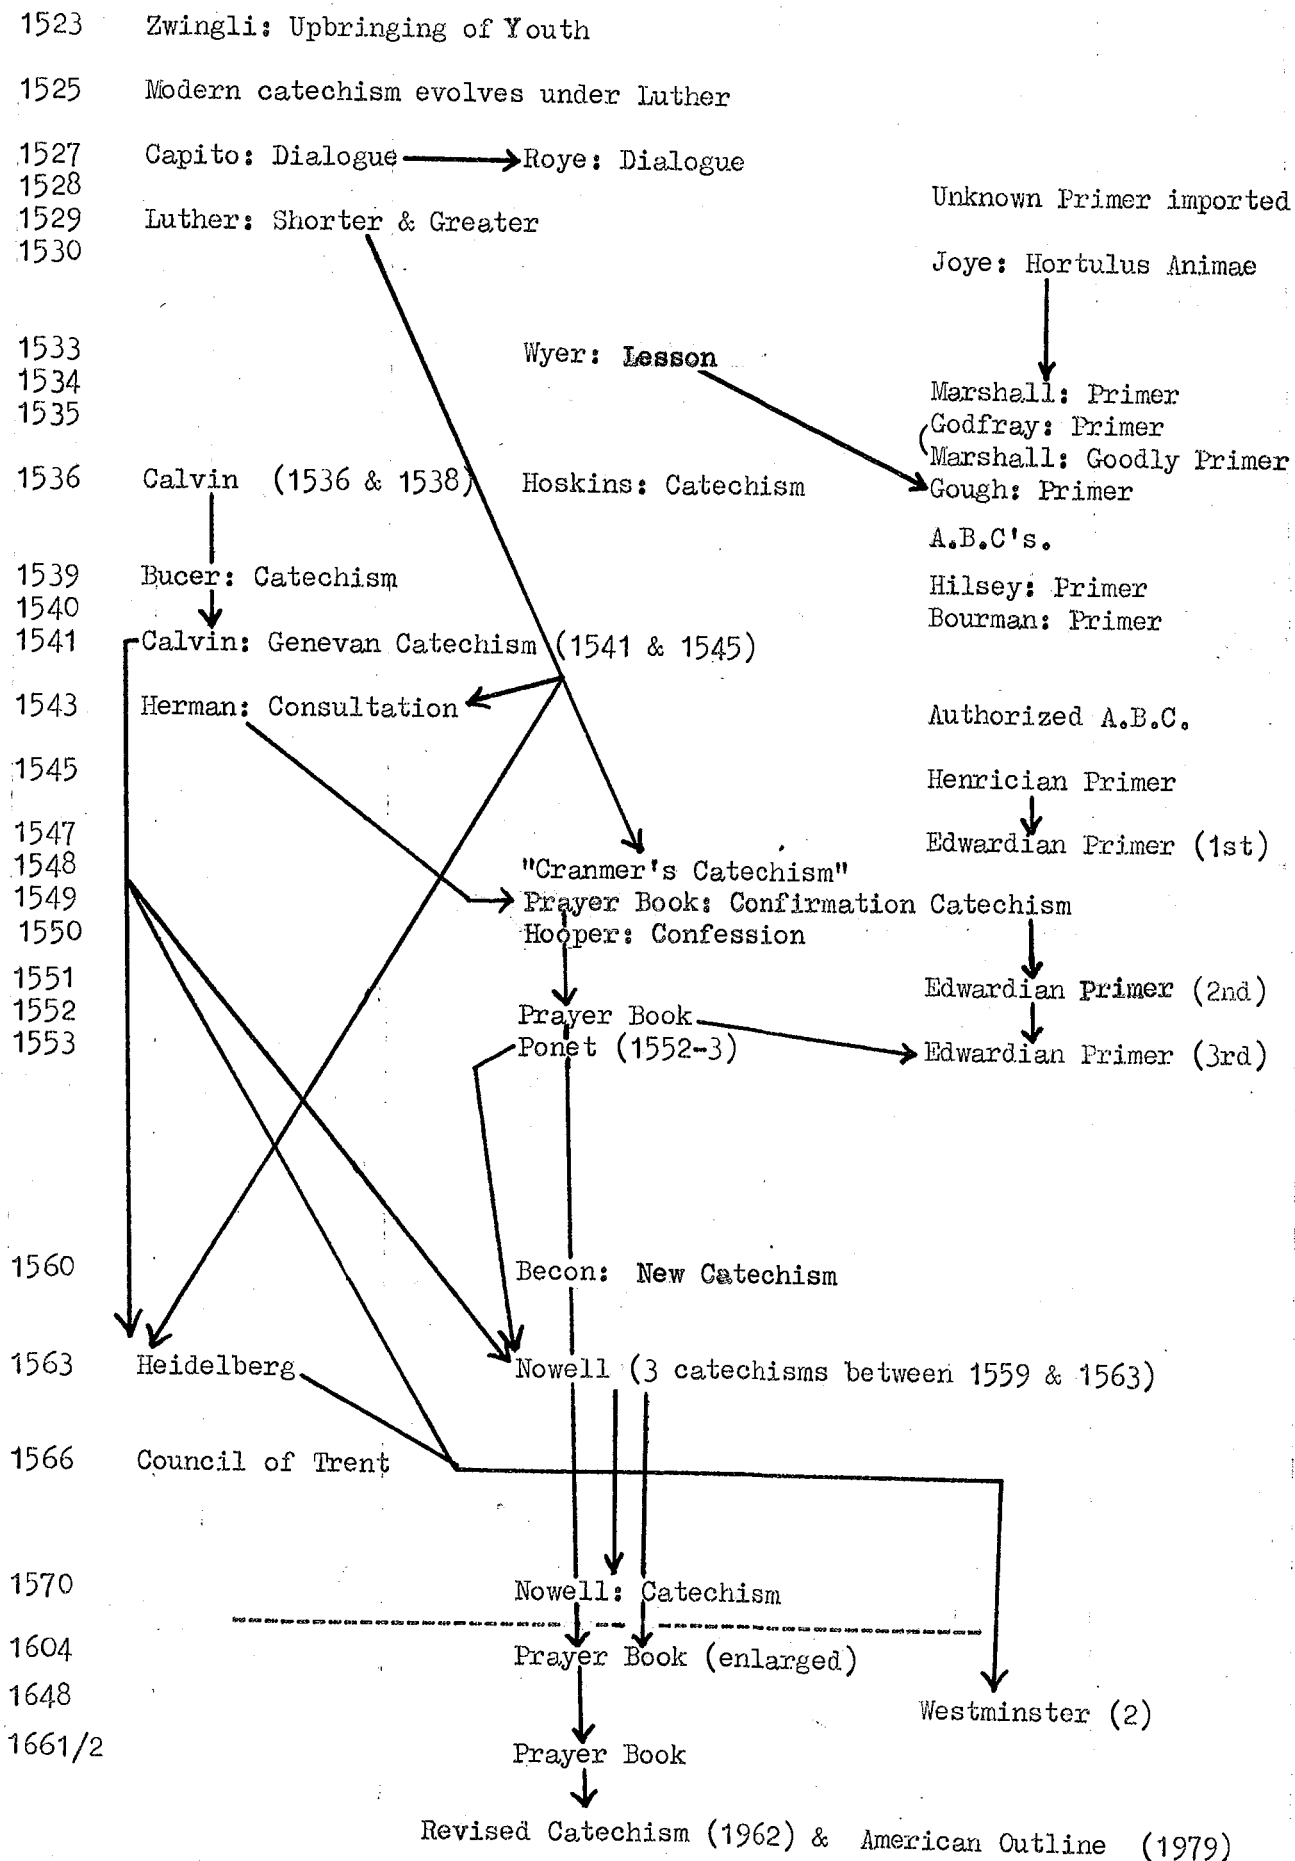 1523 Zwingli: Upbringing of Youth
1525 Modern catechism evolves under Luther
1527 Capito: Dialogue Roye: Dialogue
1528 Unknown Primer imported
1529 Luther: Shorter & Greater
1530 Joye: Hortulus Animae
1533 Wyer: Lesson
1534 Marshall: Primer
1535 Godfray: Primer
Marshall: Goodly Primer
1536 Calvin (1536 & 1538) Hoskins: Catechism Gough: Primer
A.B.C's.
1539 Bucer: Catechism Hilsey: Primer
1540 Bourman: Primer
1541 Calvin: Genevan Catechism (1541 & 1545)
1543 Herman: Consultation Authorized A.B.C.
1545 Henrician Primer
1547 Edwardian Primer (1st)
1548 "Cranmer's Catechism"
1549 Prayer Book: Confirmation Catechism
1550 Hooper: Confession
1551 Edwardian Primer (2nd)
1552 Prayer Book
1553 Ponet (1552-3) Edwardian Primer (3rd)
1560 Becon: New Catechism
1563 Heidelberg Nowell (3 catechisms between 1559 & 1563)
1566 Council of Trent
1570 Nowell: Catechism
1604 Prayer Book (enlarged)
1648 Westminster (2)
1661/2 Prayer Book
Revised Catechism (1962) & American Outline (1979)